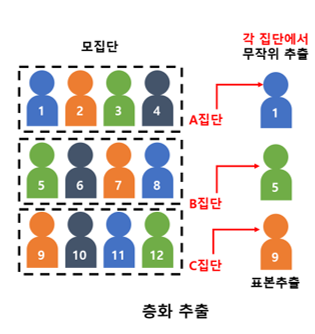 모집단
각 집단에서
무작위 추출
1 2 3 4
A집단
1
5 6 7 8
B집단
5
9 10 11 12
C집단
9
표본추출
층화 추출